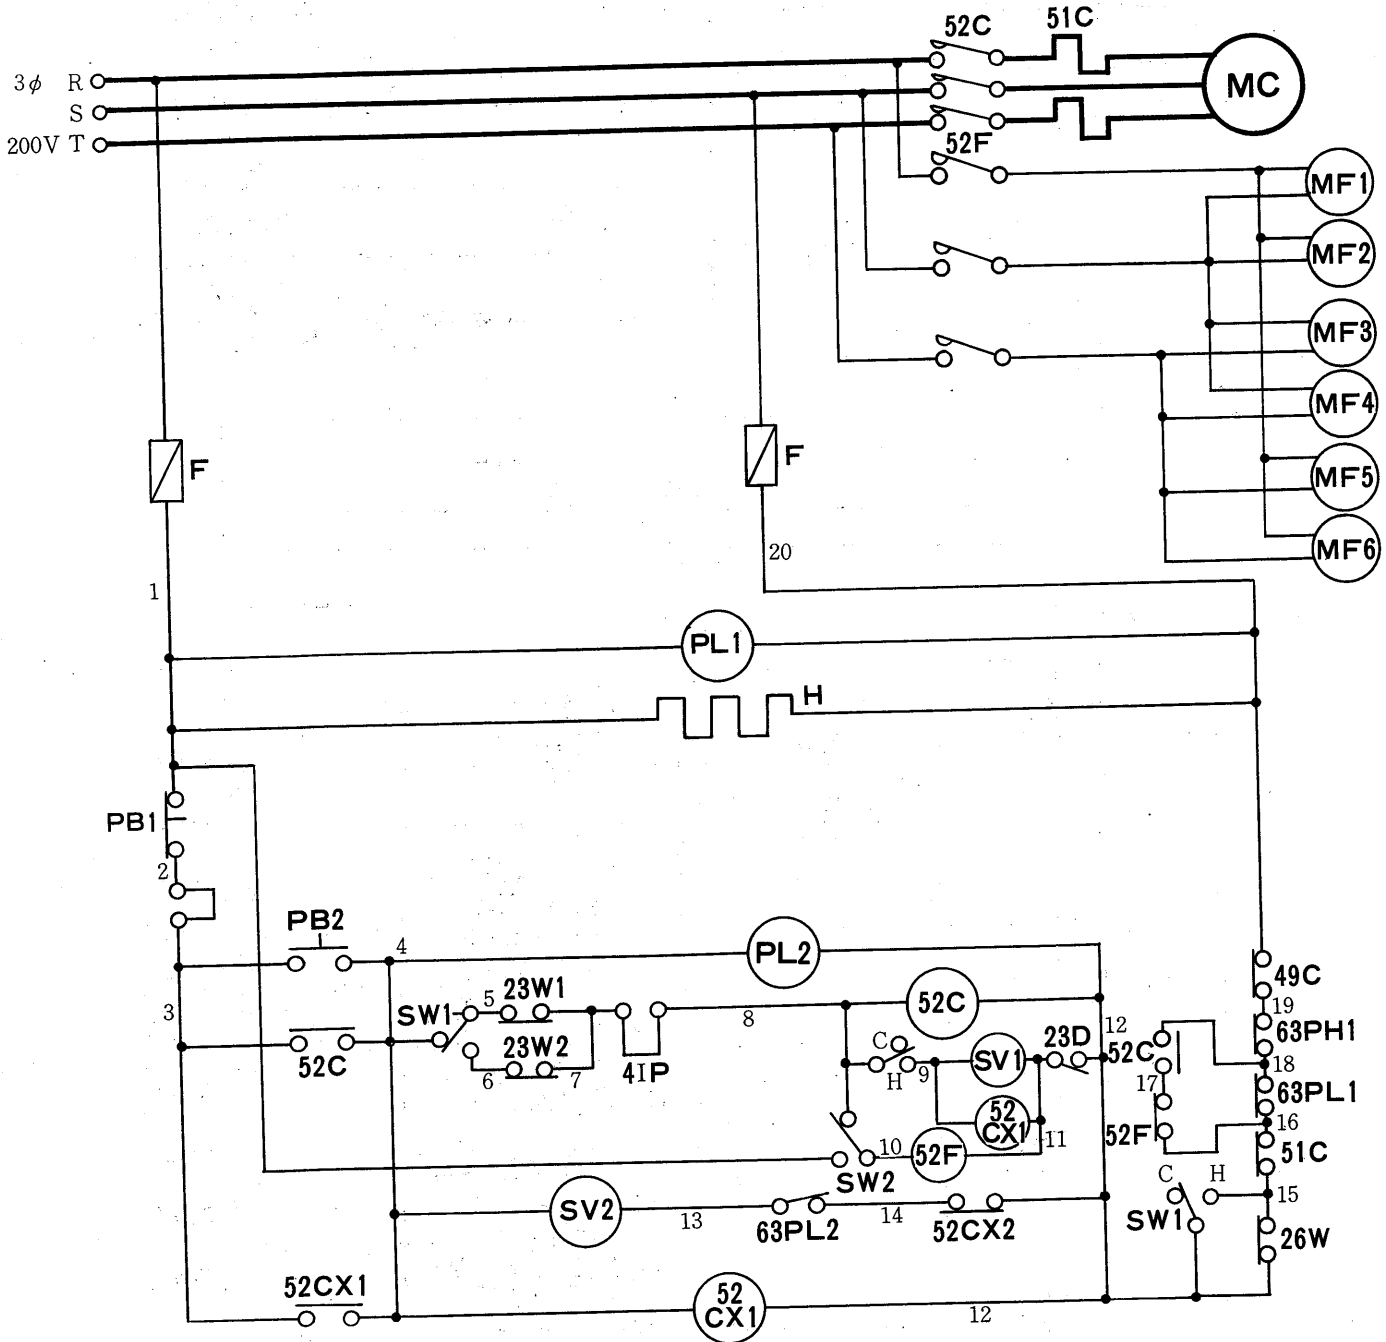 52C
51C
3φ R
S
200V T
MC
52F
MF1
MF2
MF3
MF4
MF5
MF6
F
F
20
1
PL1
H
PB1
2
PB2
4
PL2
49C
3
SW1
5
23W1
8
52C
19
63PH1
12
52C
23W2
6
7
41P
52C
C
H
9
SV1
23D
18
17
63PL1
52
CX1
11
52F
16
10
52F
51C
SW2
C
H
SV2
13
63PL2
14
52CX2
SW1
15
26W
52CX1
52
CX1
12